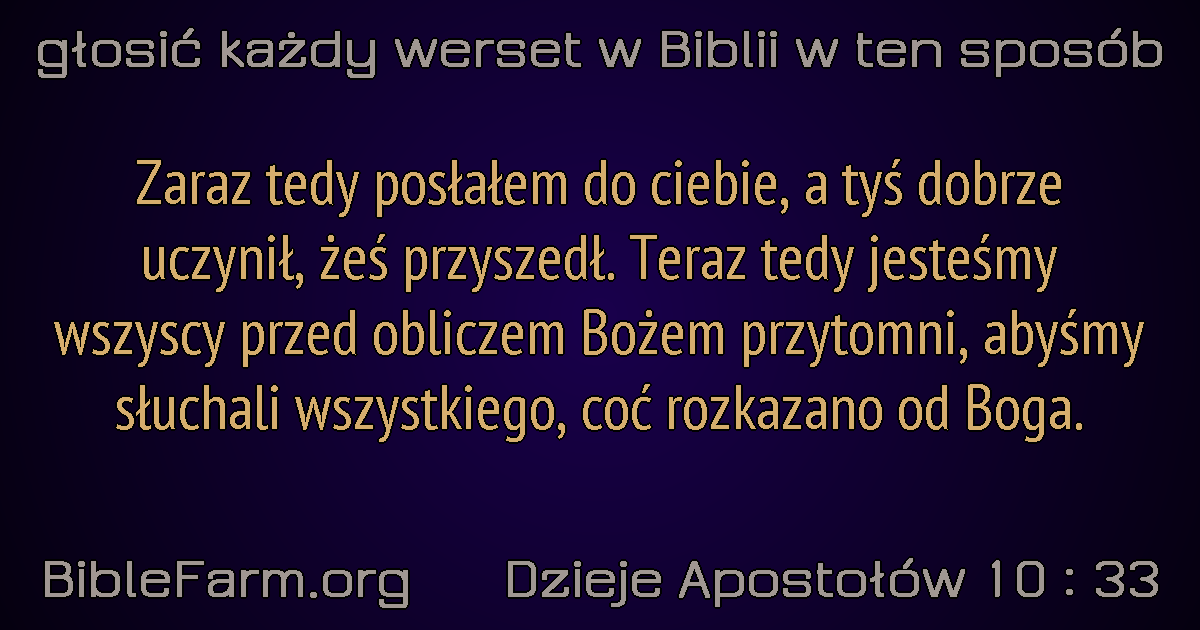 głosić każdy werset w Biblii w ten sposób
Zaraz tedy posłałem do ciebie, a tyś dobrze
uczynił, żeś przyszedł. Teraz tedy jesteśmy
wszyscy przed obliczem Bożem przytomni, abyśmy
słuchali wszystkiego, coć rozkazano od Boga.
BibleFarm.org Dzieje Apostołów 10 : 33